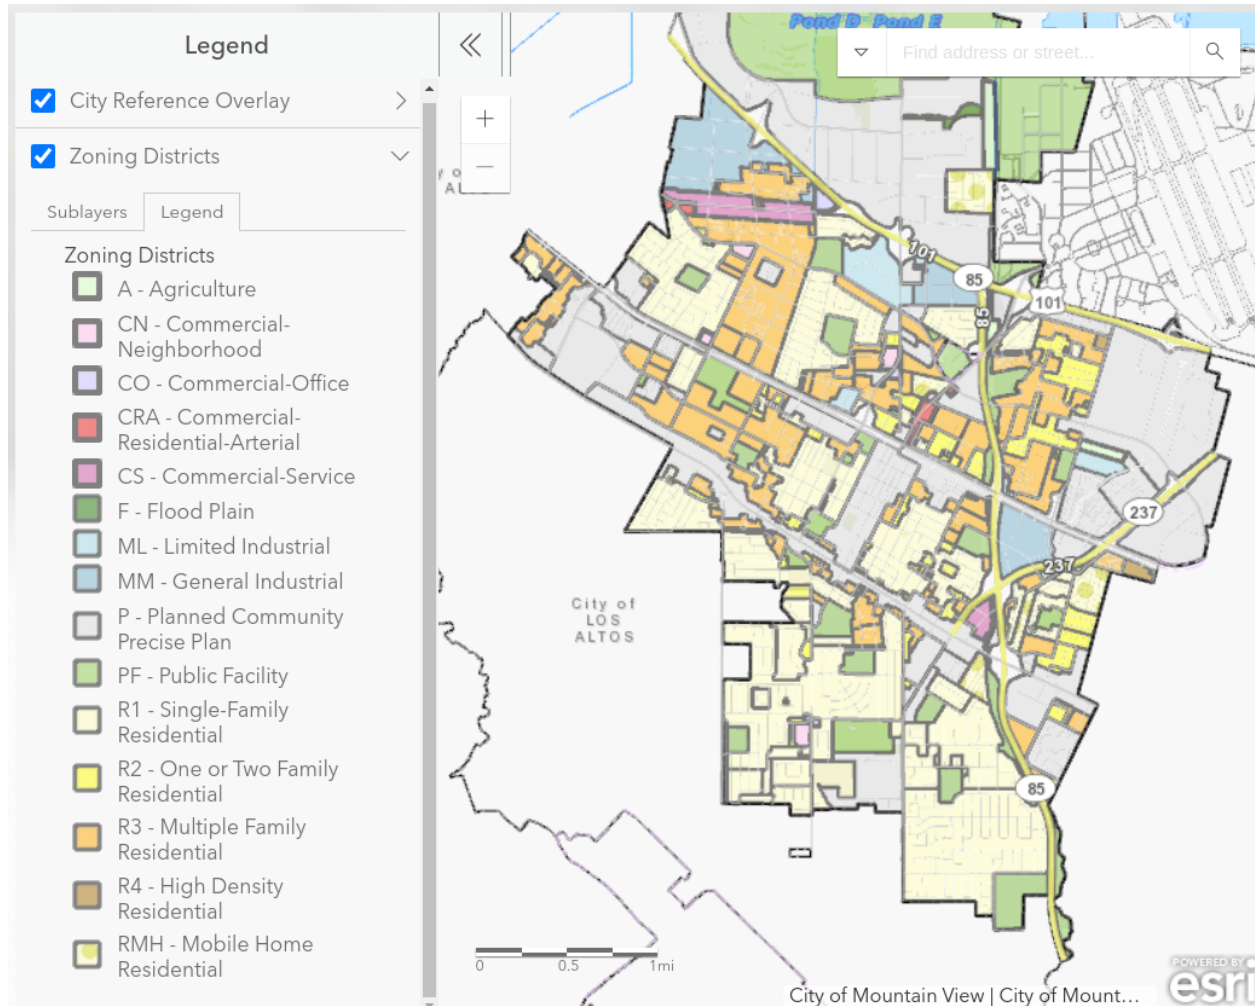 Legend
City Reference Overlay
Zoning Districts
Sublayers
Legend
Zoning Districts
A - Agriculture
CN - Commercial-
Neighborhood
CO - Commercial-Office
CRA - Commercial-
Residential-Arterial
CS - Commercial-Service
F - Flood Plain
ML - Limited Industrial
MM - General Industrial
P - Planned Community
Precise Plan
PF - Public Facility
R1 - Single-Family
Residential
R2 - One or Two Family
Residential
R3 - Multiple Family
Residential
R4 - High Density
Residential
RMH - Mobile Home
Residential
+
−
Find address or street...
Pond D Pond E
101
85
101
85
237
237
85
City of
LOS
ALTOS
0 0.5 1mi
City of Mountain View | City of Mount...
POWERED BY
esri